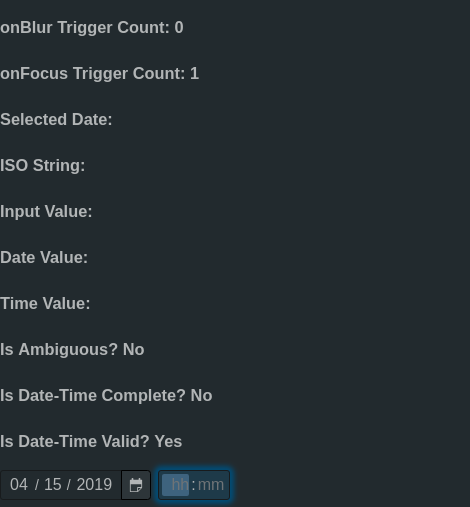 onBlur Trigger Count: 0
onFocus Trigger Count: 1
Selected Date:
ISO String:
Input Value:
Date Value:
Time Value:
Is Ambiguous? No
Is Date-Time Complete? No
Is Date-Time Valid? Yes
04 / 15 / 2019 hh:mm